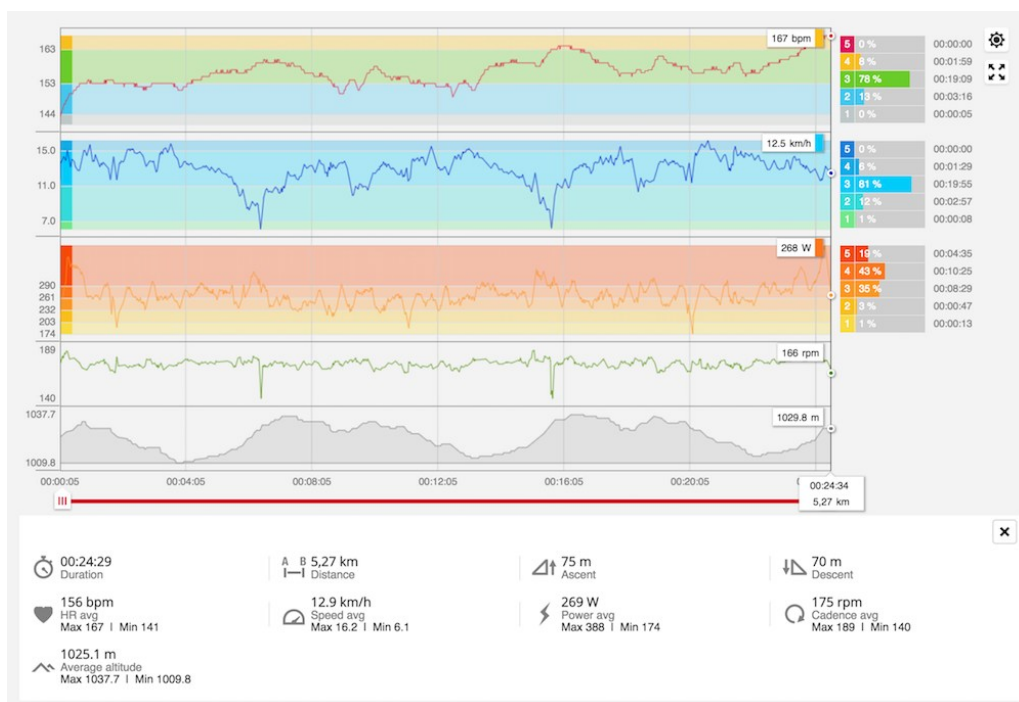 163
153
144
167 bpm
5 0 % 00:00:00
4 8 % 00:01:59
3 78 % 00:19:09
2 13 % 00:03:16
1 0 % 00:00:05
15.0
11.0
7.0
12.5 km/h
5 0 % 00:00:00
4 6 % 00:01:29
3 81 % 00:19:55
2 12 % 00:02:57
1 1 % 00:00:08
290
261
232
203
174
268 W
5 19 % 00:04:35
4 43 % 00:10:25
3 35 % 00:08:29
2 3 % 00:00:47
1 1 % 00:00:13
189
140
166 rpm
1037.7
1009.8
1029.8 m
00:00:05 00:04:05 00:08:05 00:12:05 00:16:05 00:20:05
00:24:34
5,27 km
00:24:29
Duration
A B 5,27 km
Distance
75 m
Ascent
70 m
Descent
156 bpm
HR avg
Max 167 | Min 141
12.9 km/h
Speed avg
Max 16.2 | Min 6.1
269 W
Power avg
Max 388 | Min 174
175 rpm
Cadence avg
Max 189 | Min 140
1025.1 m
Average altitude
Max 1037.7 | Min 1009.8